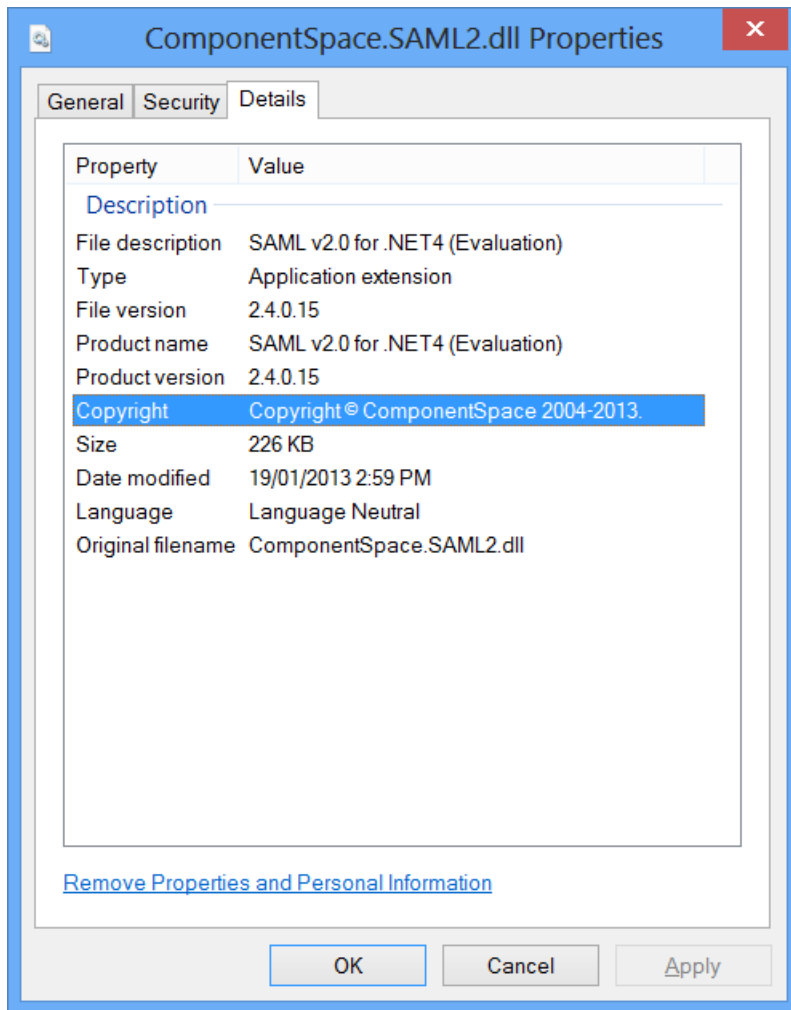 ComponentSpace.SAML2.dll Properties
General Security Details
Property Value
Description
File description SAML v2.0 for .NET4 (Evaluation)
Type Application extension
File version 2.4.0.15
Product name SAML v2.0 for .NET4 (Evaluation)
Product version 2.4.0.15
Copyright Copyright © ComponentSpace 2004-2013.
Size 226 KB
Date modified 19/01/2013 2:59 PM
Language Language Neutral
Original filename ComponentSpace.SAML2.dll
Remove Properties and Personal Information
OK Cancel Apply